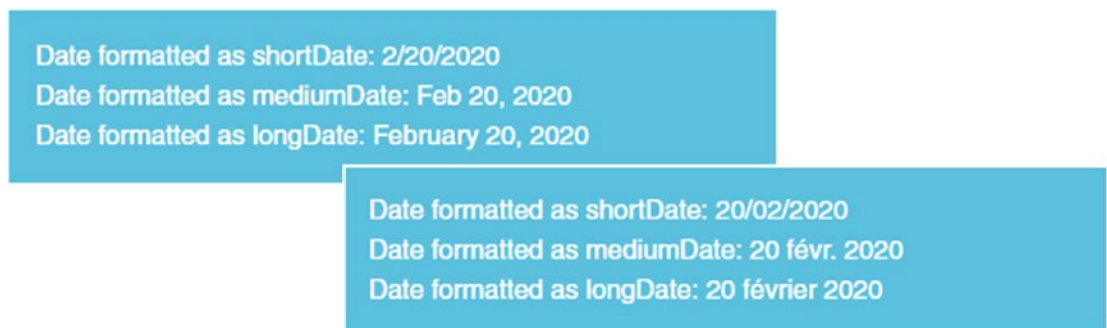 Date formatted as shortDate: 2/20/2020
Date formatted as mediumDate: Feb 20, 2020
Date formatted as longDate: February 20, 2020
Date formatted as shortDate: 20/02/2020
Date formatted as mediumDate: 20 févr. 2020
Date formatted as longDate: 20 février 2020